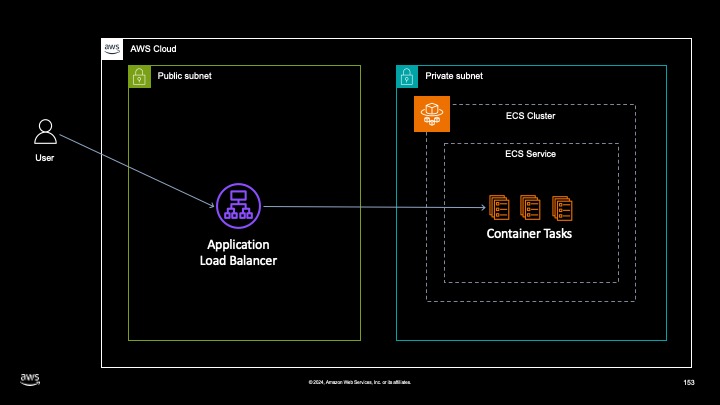 aws
AWS Cloud
Public subnet
Private subnet
ECS Cluster
ECS Service
User
Application
Load Balancer
Container Tasks
aws
©2024, Amazon Web Services, Inc. or its affiliates.
153